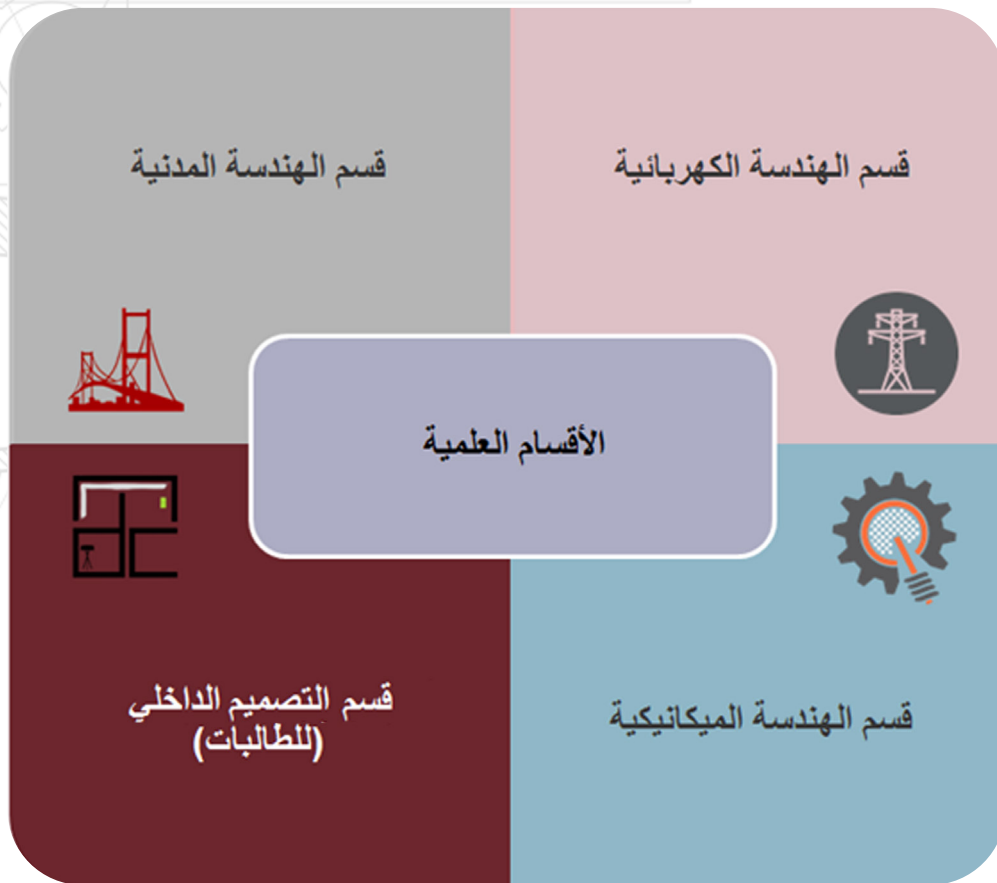 قسم الهندسة الكهربائية
قسم الهندسة المدنية
الأقسام العلمية
قسم الهندسة الميكانيكية
قسم التصميم الداخلي
(للطالبات)